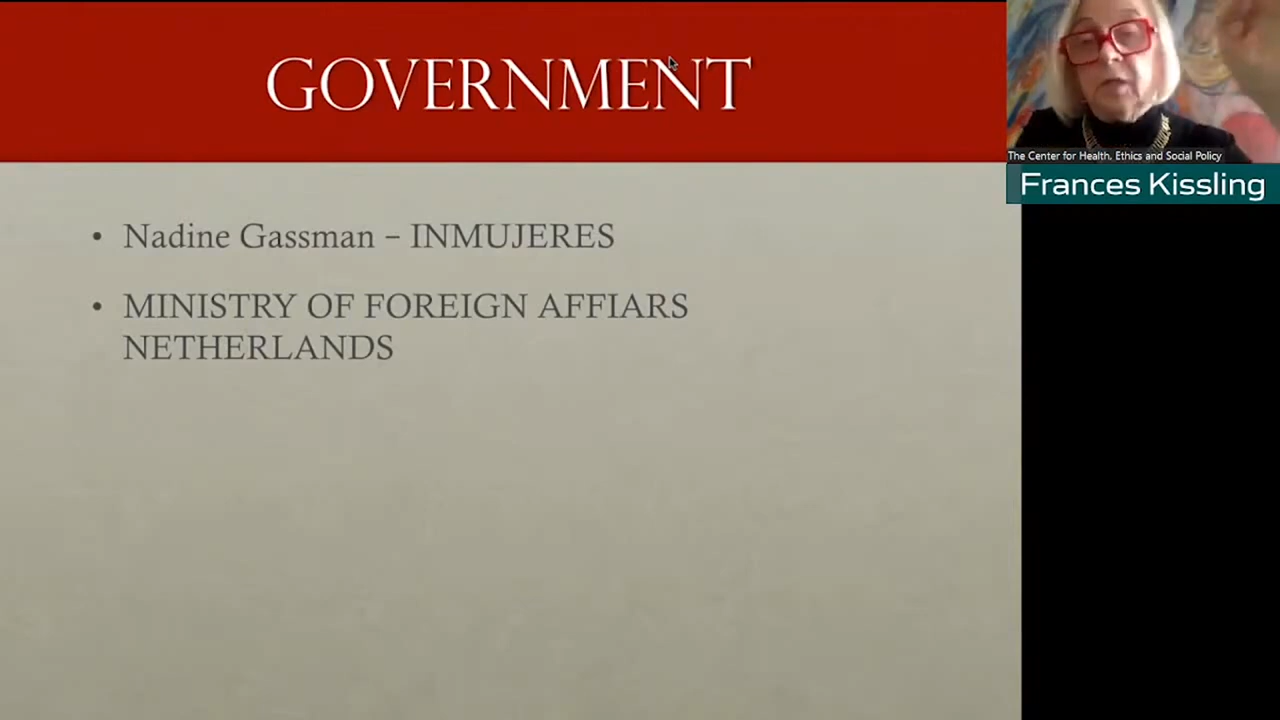 GOVERNMENT
• Nadine Gassman – INMUJERES
• MINISTRY OF FOREIGN AFFIARS
NETHERLANDS
The Center for Health, Ethics and Social Policy
Frances Kissling